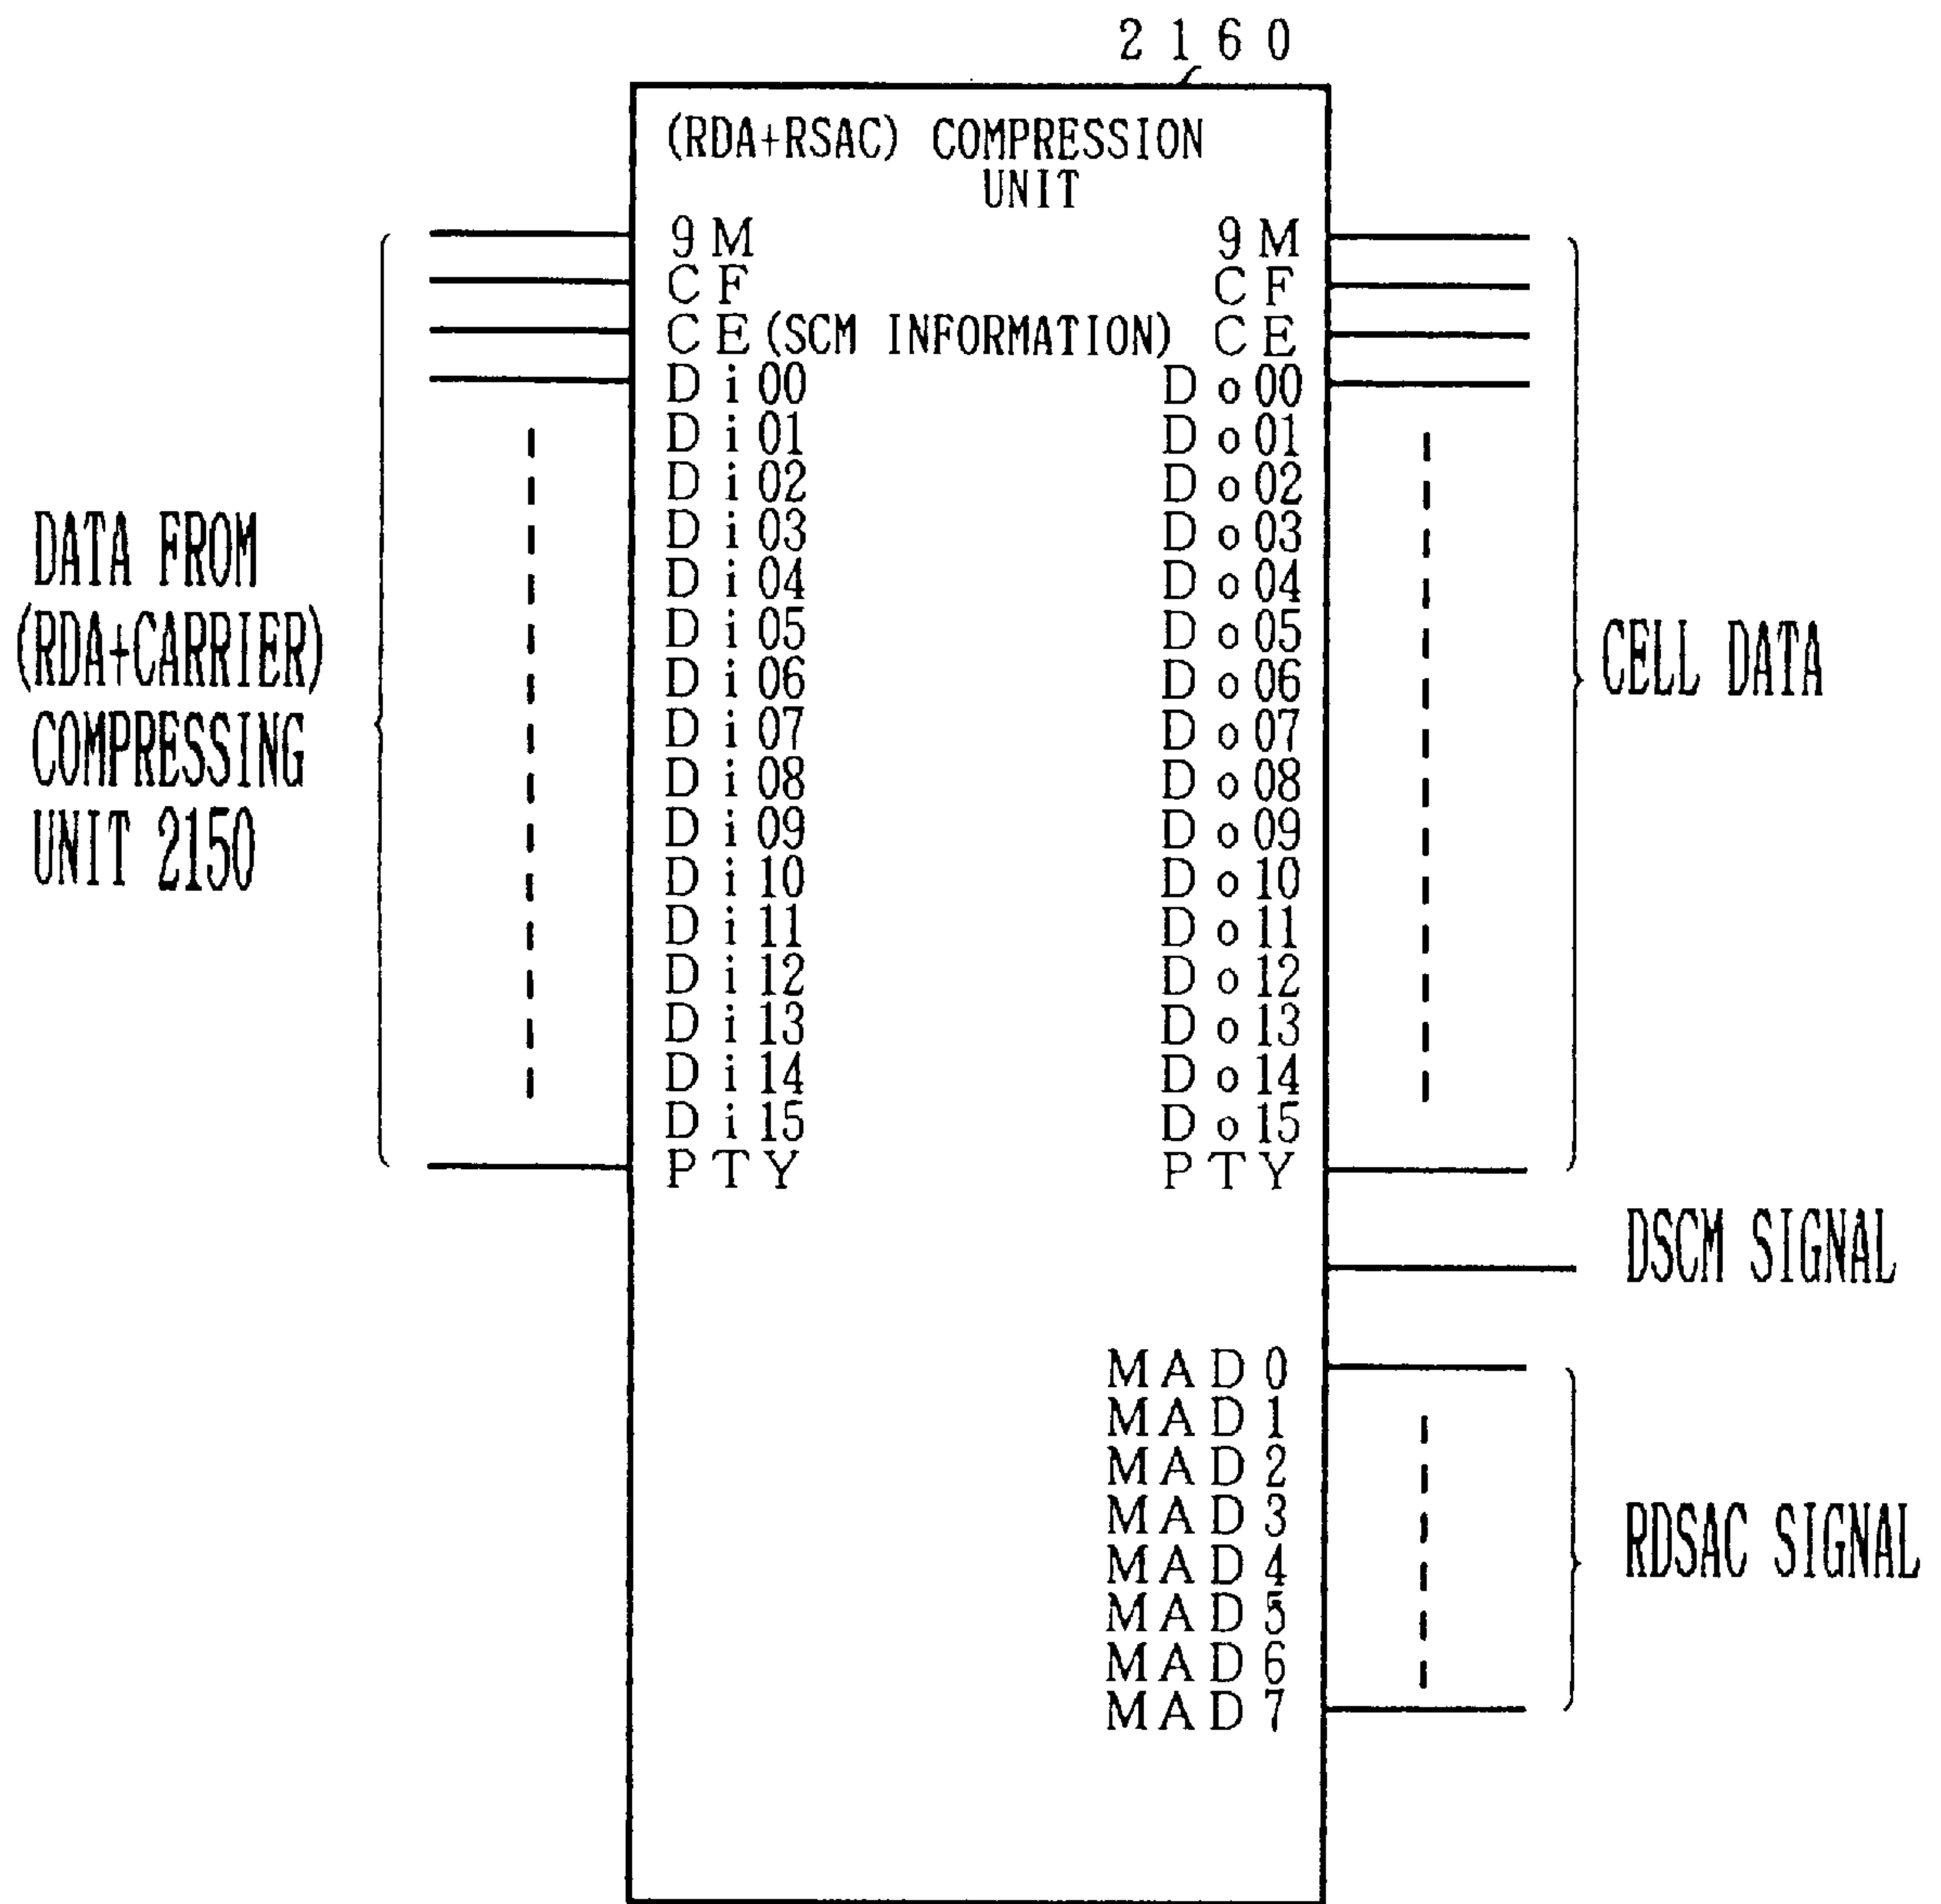 2160
(RDA+RSAC) COMPRESSION
UNIT
9M 9M
CF CF
CE (SCM INFORMATION) CE
Di00 Do00
Di01 Do01
Di02 Do02
Di03 Do03
Di04 Do04
Di05 Do05
Di06 Do06
Di07 Do07
Di08 Do08
Di09 Do09
Di10 Do10
Di11 Do11
Di12 Do12
Di13 Do13
Di14 Do14
Di15 Do15
PTY PTY
DATA FROM
(RDA+CARRIER)
COMPRESSING
UNIT 2150
CELL DATA
DSCM SIGNAL
MAD0
MAD1
MAD2
MAD3
MAD4
MAD5
MAD6
MAD7
RDSAC SIGNAL